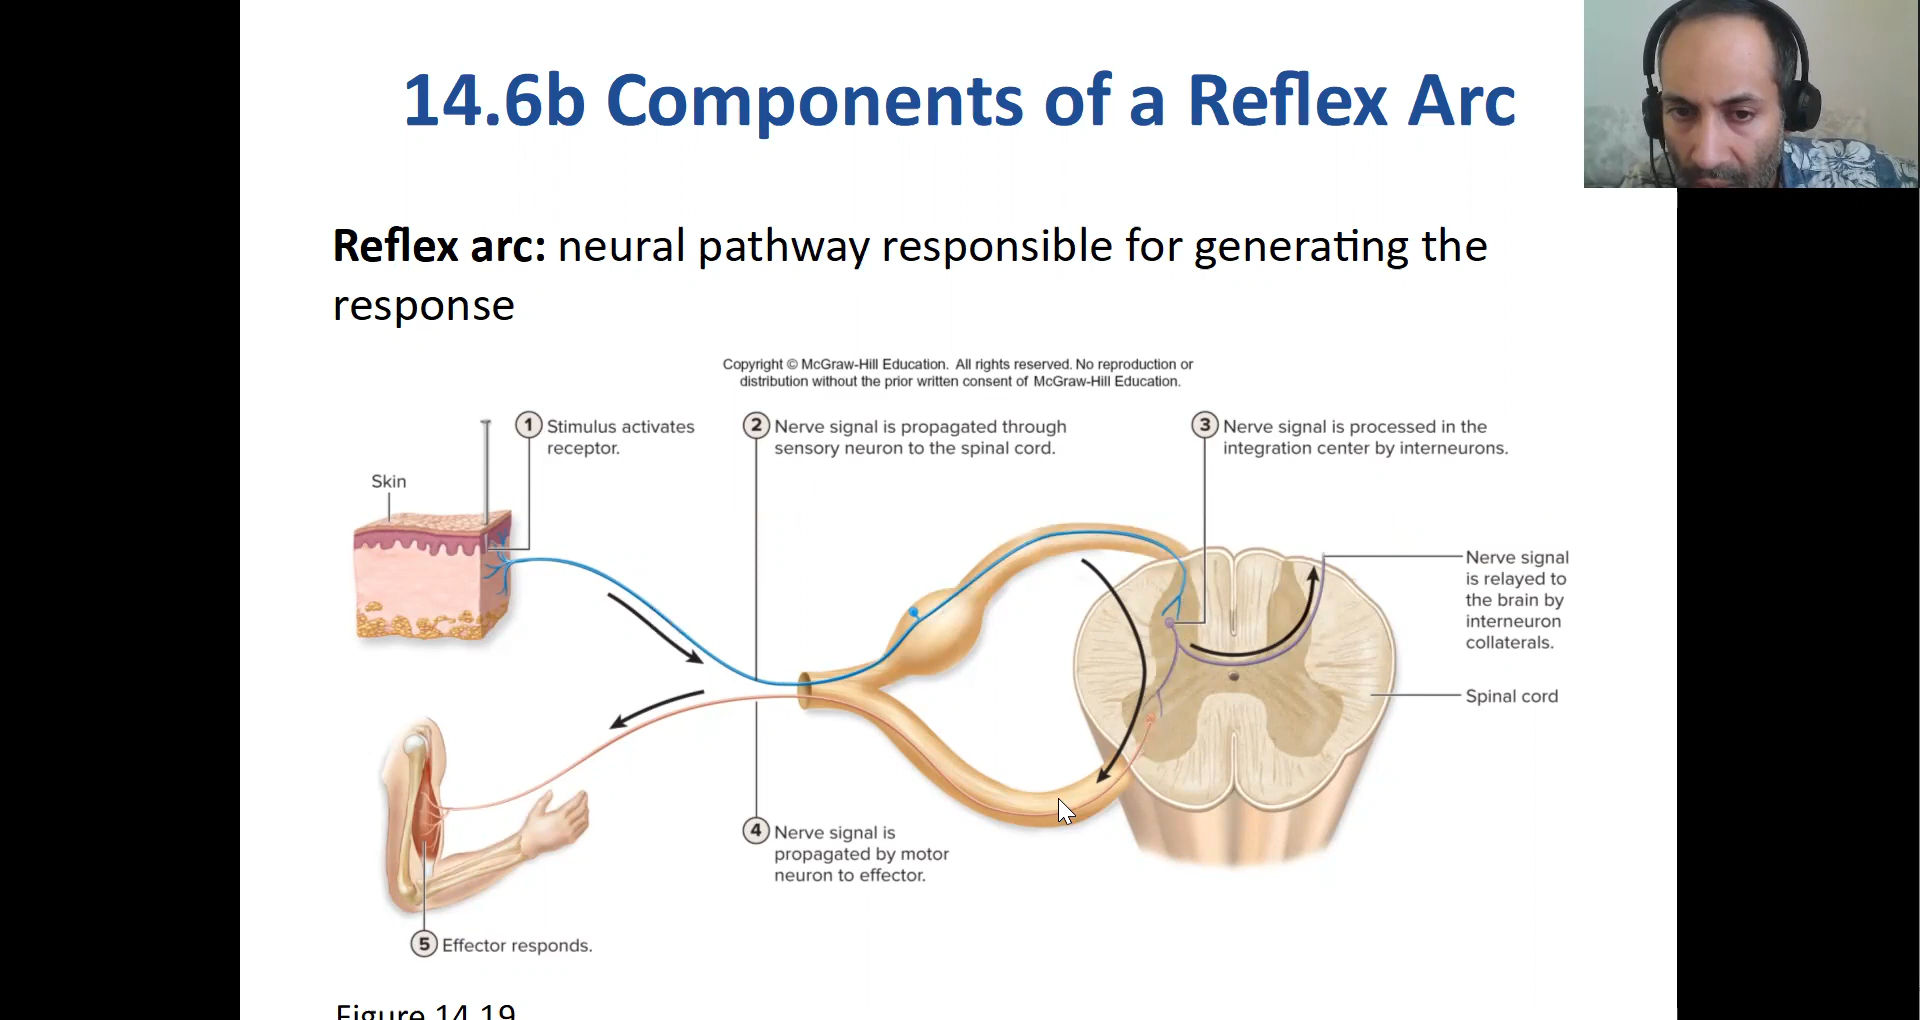 14.6b Components of a Reflex Arc
Reflex arc: neural pathway responsible for generating the
response
Copyright © McGraw-Hill Education. All rights reserved. No reproduction or
distribution without the prior written consent of McGraw-Hill Education.
1 Stimulus activates
receptor.
2 Nerve signal is propagated through
sensory neuron to the spinal cord.
3 Nerve signal is processed in the
integration center by interneurons.
Skin
Nerve signal
is relayed to
the brain by
interneuron
collaterals.
Spinal cord
4 Nerve signal is
propagated by motor
neuron to effector.
5 Effector responds.
Figure 14.19